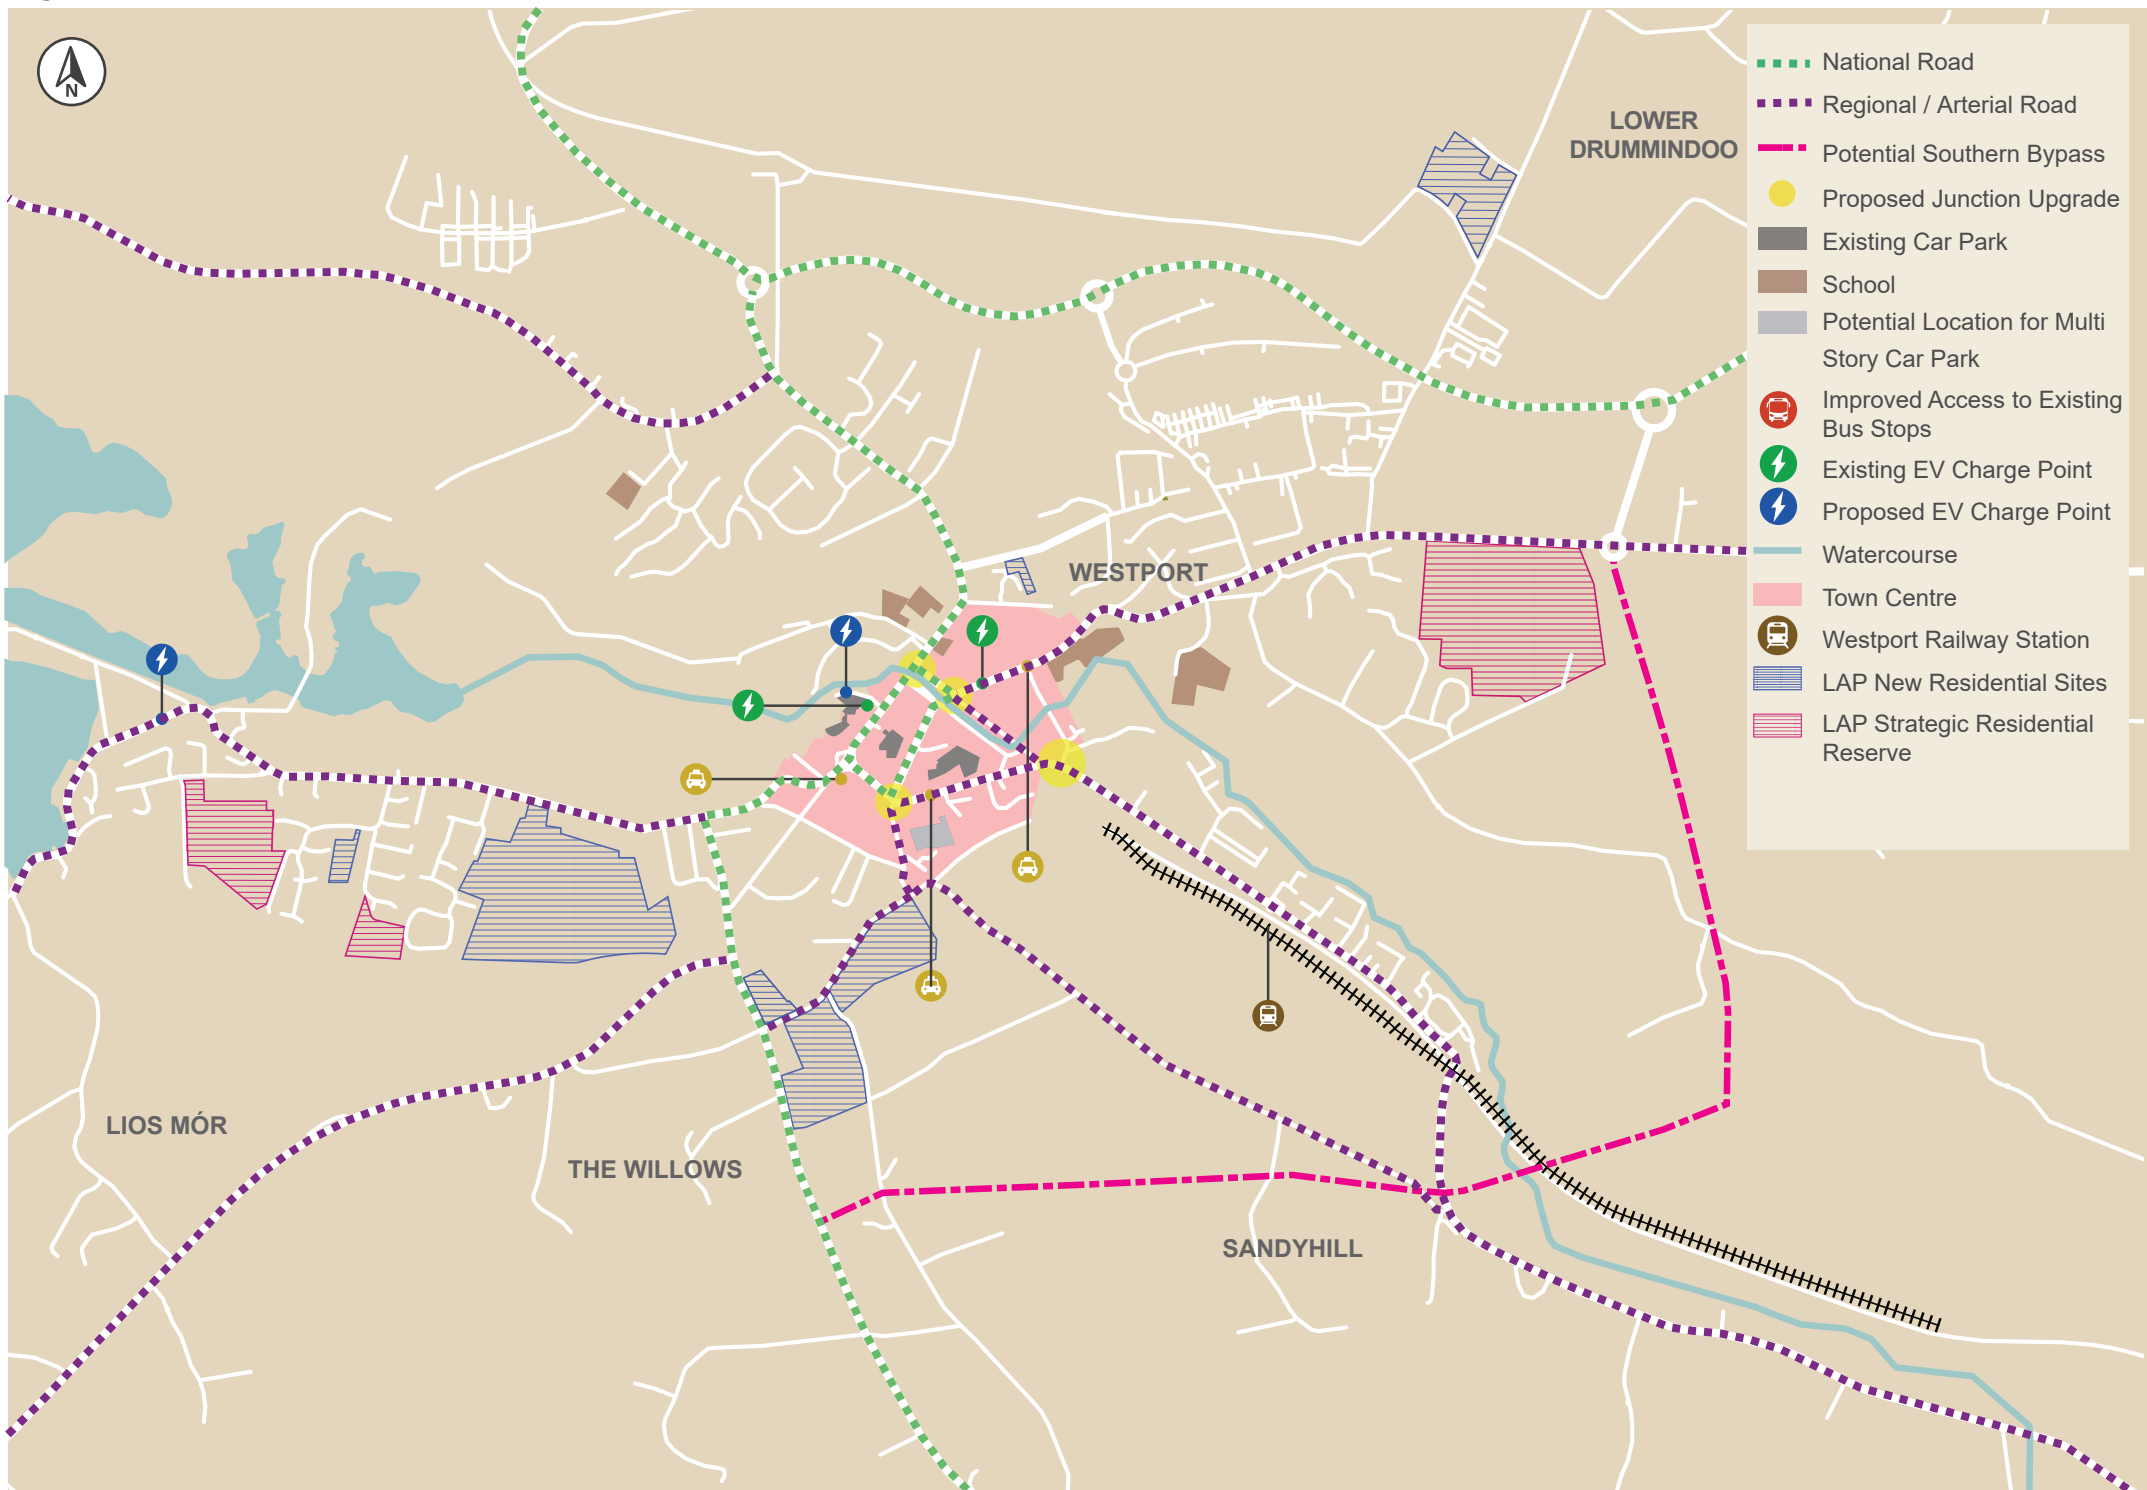 N
LOWER
DRUMMINDOO
WESTPORT
LIOS MÓR
THE WILLOWS
SANDYHILL
National Road
Regional / Arterial Road
Potential Southern Bypass
Proposed Junction Upgrade
Existing Car Park
School
Potential Location for Multi
Story Car Park
Improved Access to Existing
Bus Stops
Existing EV Charge Point
Proposed EV Charge Point
Watercourse
Town Centre
Westport Railway Station
LAP New Residential Sites
LAP Strategic Residential
Reserve